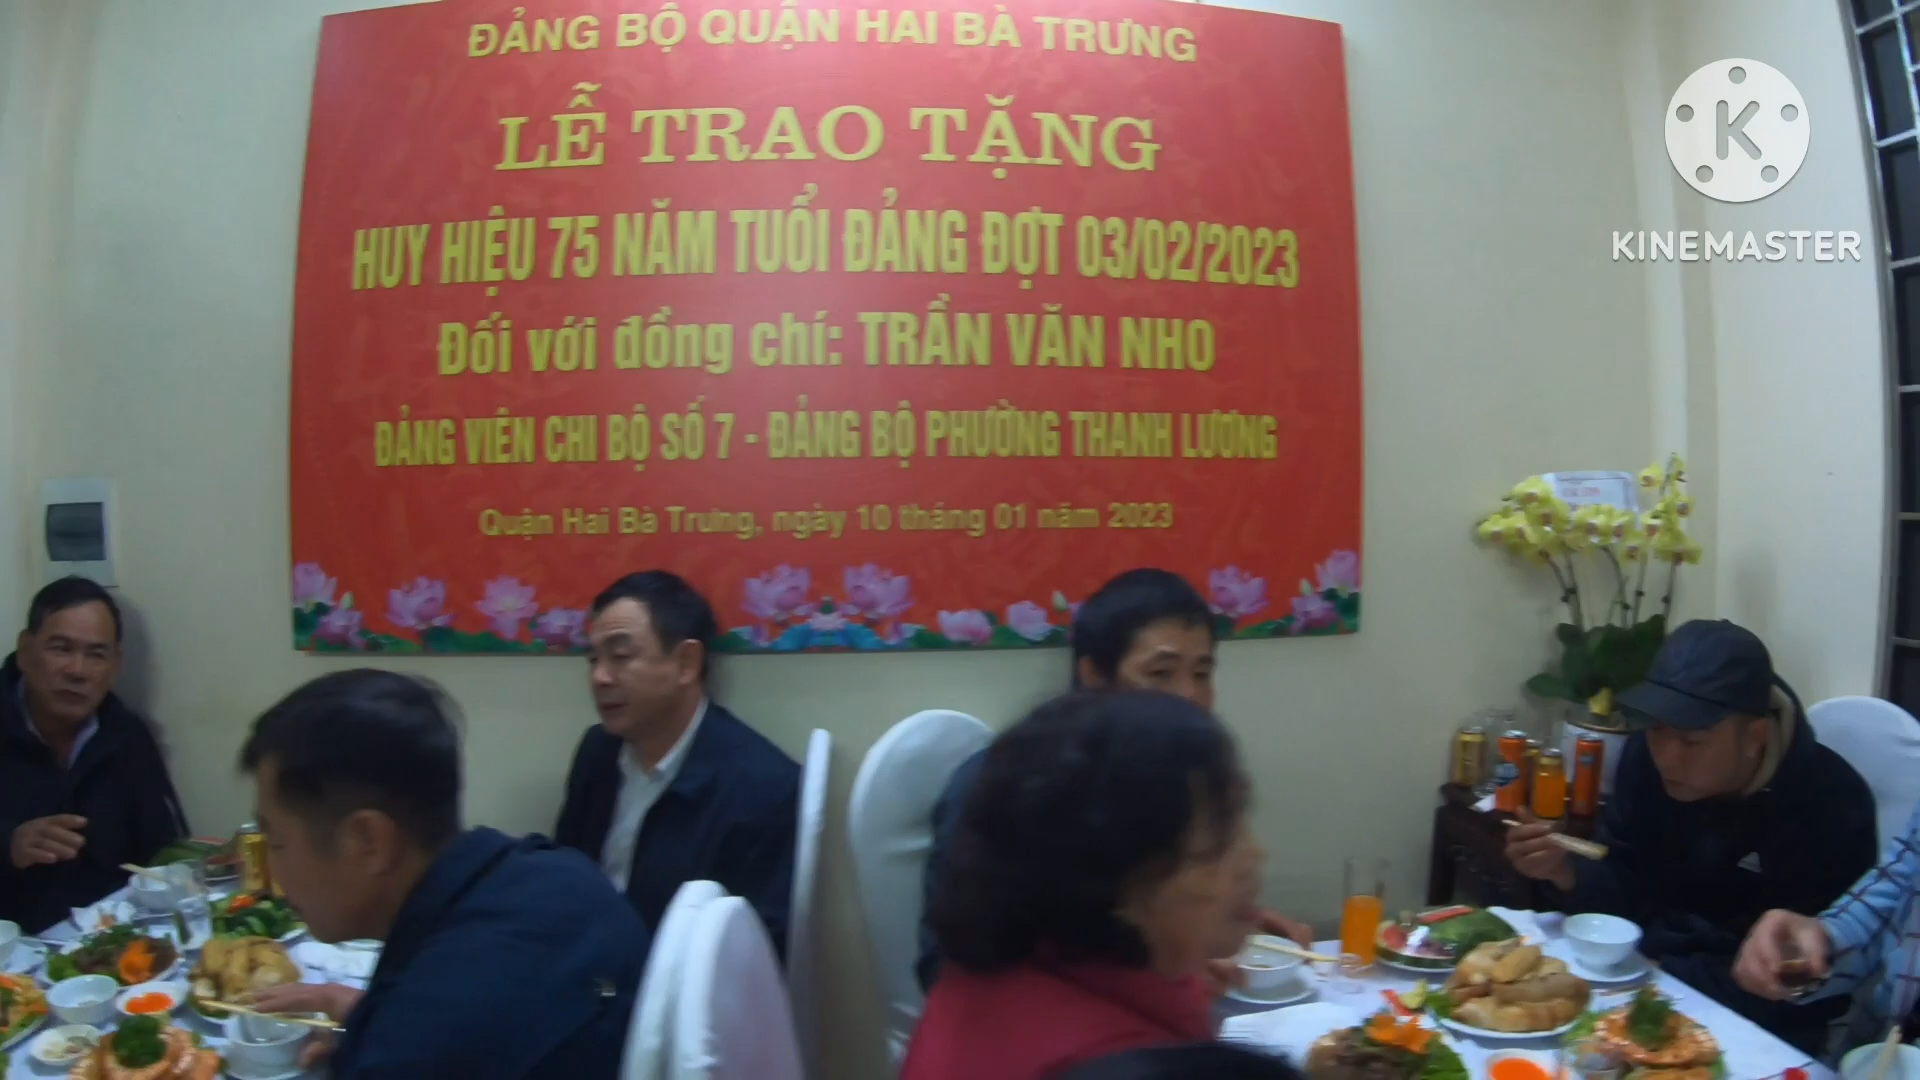 ĐẢNG BỘ QUẬN HAI BÀ TRƯNG
LỄ TRAO TẶNG
HUY HIỆU 75 NĂM TUỔI ĐẢNG ĐỢT 03/02/2023
Đối với đồng chí: TRẦN VĂN NHO
ĐẢNG VIÊN CHI BỘ SỐ 7 - ĐẢNG BỘ PHƯỜNG THANH LƯƠNG
Quận Hai Bà Trưng, ngày 10 tháng 01 năm 2023
K
KINEMASTER